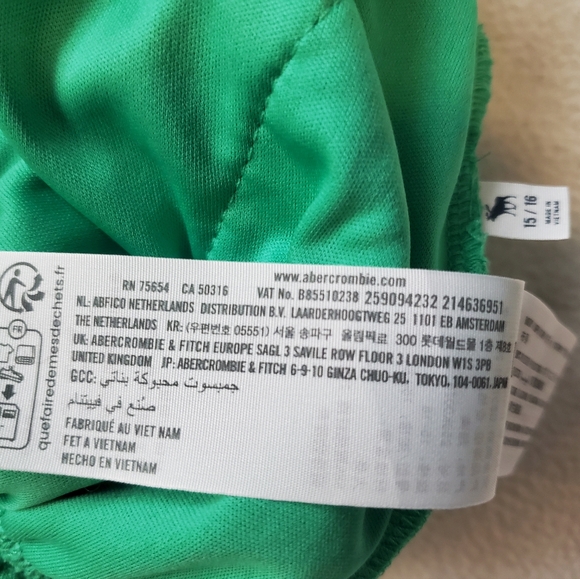 www.abercrombie.com
RN 75654 CA 50316 VAT No. B85510238 259094232 214636951
NL: ABFICO NETHERLANDS DISTRIBUTION B.V. LAARDERHOOGTWEG 25 1101 EB AMSTERDAM
THE NETHERLANDS KR: (우편번호 05551) 서울 송파구 올림픽로 300 롯데월드몰 1층 제8호
UK: ABERCROMBIE & FITCH EUROPE SAGL 3 SAVILE ROW FLOOR 3 LONDON W1S 3PB
UNITED KINGDOM JP: ABERCROMBIE & FITCH 6-9-10 GINZA CHUO-KU, TOKYO, 104-0061, JAPAN
GCC: جمبسوت محبوكة بناتي
صنع في فييتنام
FABRIQUÉ AU VIET NAM
FET A VIETNAM
HECHO EN VIETNAM
FR
quefairedemesdechets.fr
15 / 16
MADE IN
VIETNAM